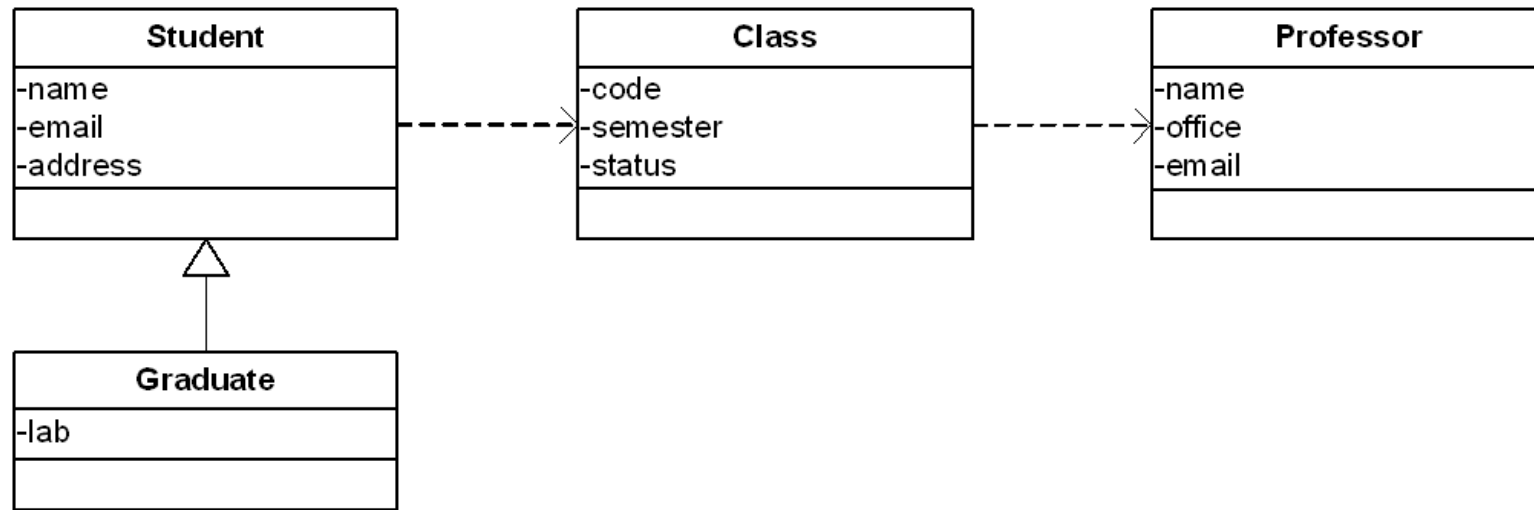 Student
-name
-email
-address
Class
-code
-semester
-status
Professor
-name
-office
-email
Graduate
-lab